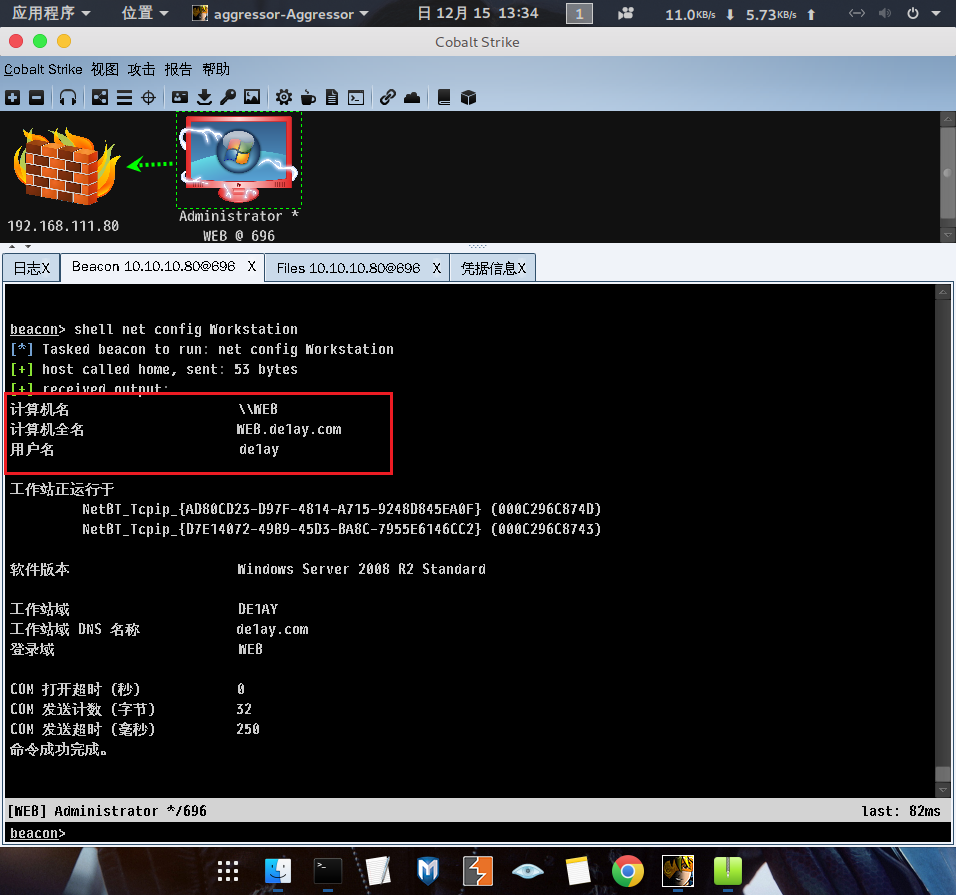 应用程序 位置 aggressor-Aggressor 日 12月 15 13:34 1 11.0KB/s 5.73KB/s
Cobalt Strike
Cobalt Strike 视图 攻击 报告 帮助
192.168.111.80
Administrator *
WEB @ 696
日志X Beacon 10.10.10.80@696 X Files 10.10.10.80@696 X 凭据信息X
beacon> shell net config Workstation
[*] Tasked beacon to run: net config Workstation
[+] host called home, sent: 53 bytes
[+] received output:
计算机名 \\WEB
计算机全名 WEB.de1ay.com
用户名 de1ay
工作站正运行于
NetBT_Tcpip_{AD80CD23-D97F-4814-A715-9248D845EA0F} (000C296C874D)
NetBT_Tcpip_{D7E14072-49B9-45D3-BA8C-7955E6146CC2} (000C296C8743)
软件版本 Windows Server 2008 R2 Standard
工作站域 DE1AY
工作站域 DNS 名称 de1ay.com
登录域 WEB
COM 打开超时 (秒) 0
COM 发送计数 (字节) 32
COM 发送超时 (毫秒) 250
命令成功完成。
[WEB] Administrator */696 last: 82ms
beacon>